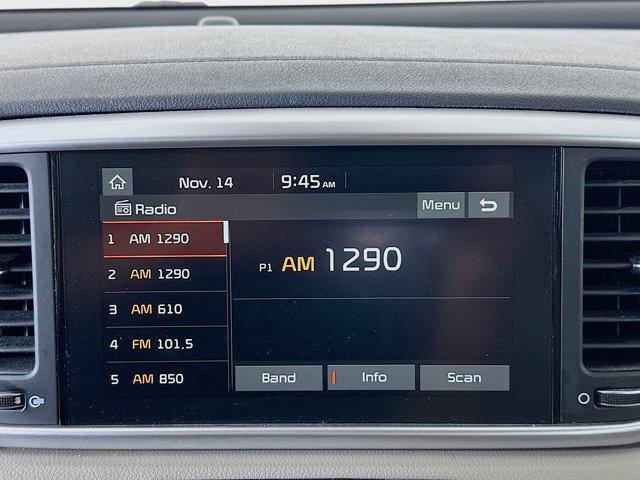 Nov. 14 9:45 AM
Radio Menu
1 AM 1290
P1 AM 1290
2 AM 1290
3 AM 610
4 FM 101.5
5 AM 850
Band Info Scan